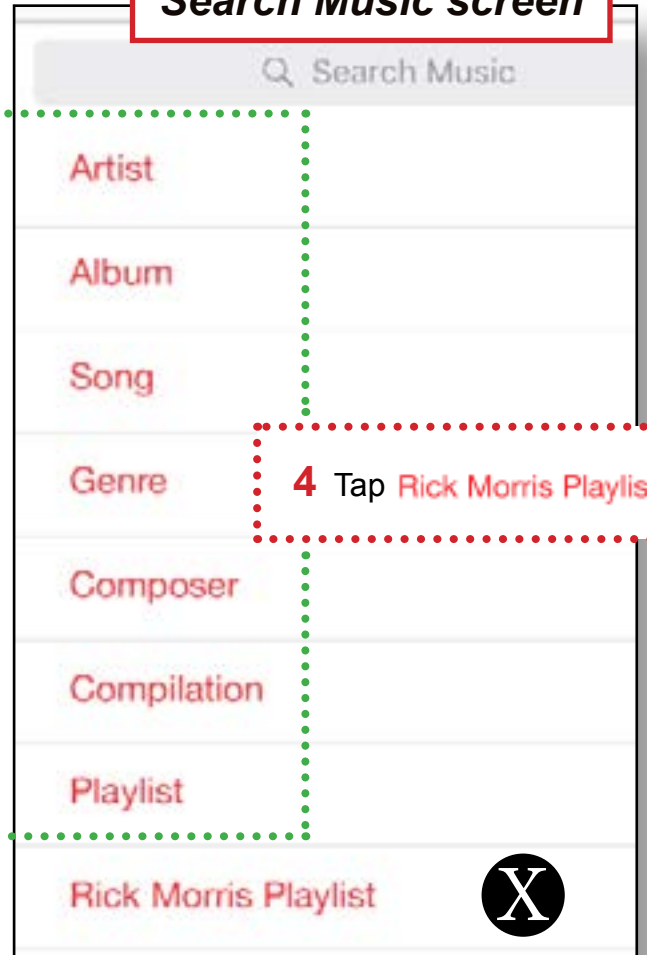 Search Music screen
Search Music
Artist
Album
Song
Genre
4 Tap Rick Morris Playlis
Composer
Compilation
Playlist
Rick Morris Playlist X